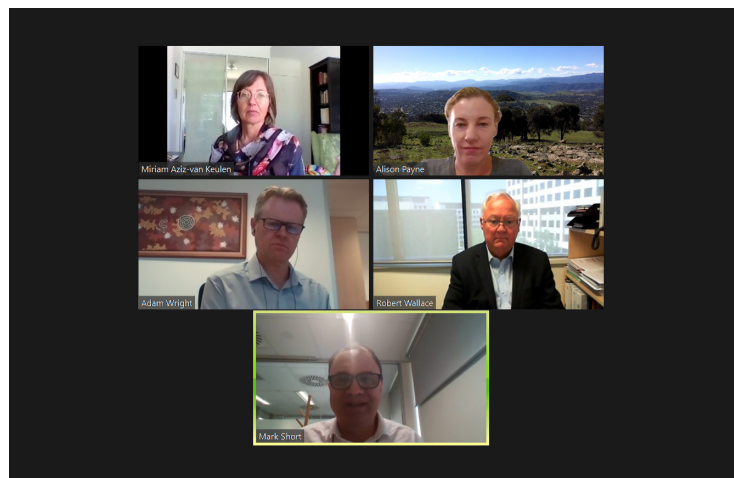 Miriam Aziz-van Keulen
Alison Payne
Adam Wright
Robert Wallace
Mark Short